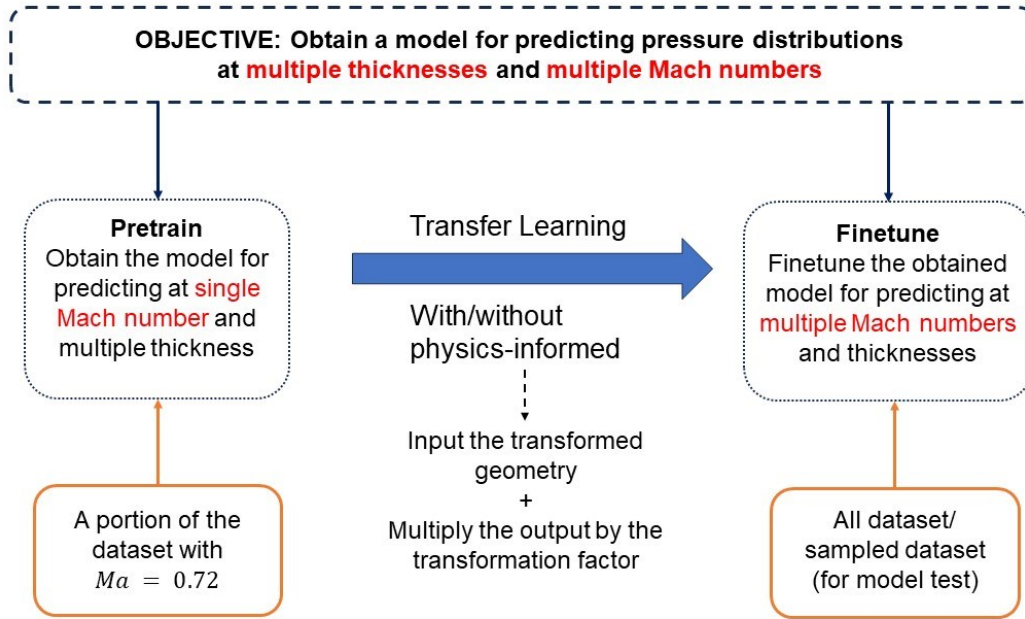 OBJECTIVE: Obtain a model for predicting pressure distributions
at multiple thicknesses and multiple Mach numbers
Pretrain
Obtain the model for
predicting at single
Mach number and
multiple thickness
Transfer Learning
With/without
physics-informed
Input the transformed
geometry
+
Multiply the output by the
transformation factor
Finetune
Finetune the obtained
model for predicting at
multiple Mach numbers
and thicknesses
A portion of the
dataset with
Ma = 0.72
All dataset/
sampled dataset
(for model test)